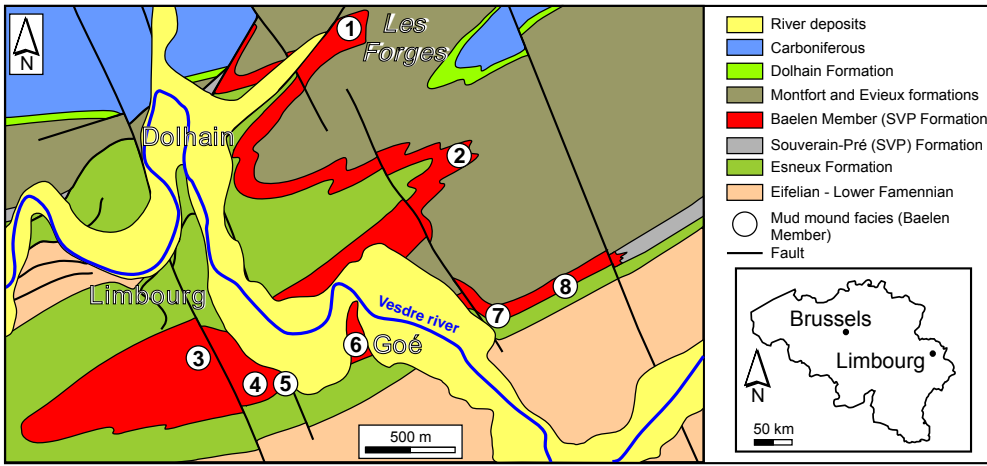 1
Les
Forges
N
Dolhain
2
Limbourg
Vesdre river
8
7
3
6
Goé
4
5
500 m
River deposits
Carboniferous
Dolhain Formation
Montfort and Evieux formations
Baelen Member (SVP Formation
Souverain-Pré (SVP) Formation
Esneux Formation
Eifelian - Lower Famennian
Mud mound facies (Baelen
Member)
Fault
Brussels
Limbourg
N
50 km